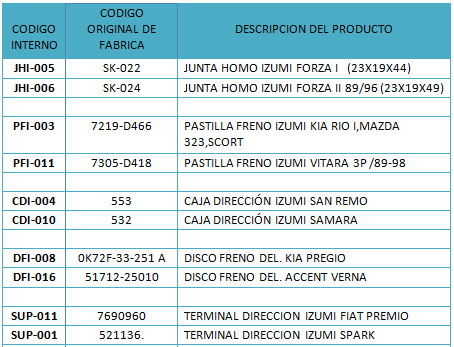 CODIGO INTERNO CODIGO ORIGINAL DE FABRICA DESCRIPCION DEL PRODUCTO
JHI-005 SK-022 JUNTA HOMO IZUMI FORZA I (23X19X44)
JHI-006 SK-024 JUNTA HOMO IZUMI FORZA II 89/96 (23X19X49)
PFI-003 7219-D466 PASTILLA FRENO IZUMI KIA RIO I,MAZDA
323,SCORT
PFI-011 7305-D418 PASTILLA FRENO IZUMI VITARA 3P /89-98
CDI-004 553 CAJA DIRECCIÓN IZUMI SAN REMO
CDI-010 532 CAJA DIRECCIÓN IZUMI SAMARA
DFI-008 0K72F-33-251 A DISCO FRENO DEL. KIA PREGIO
DFI-016 51712-25010 DISCO FRENO DEL. ACCENT VERNA
SUP-011 7690960 TERMINAL DIRECCION IZUMI FIAT PREMIO
SUP-001 521136. TERMINAL DIRECCION IZUMI SPARK